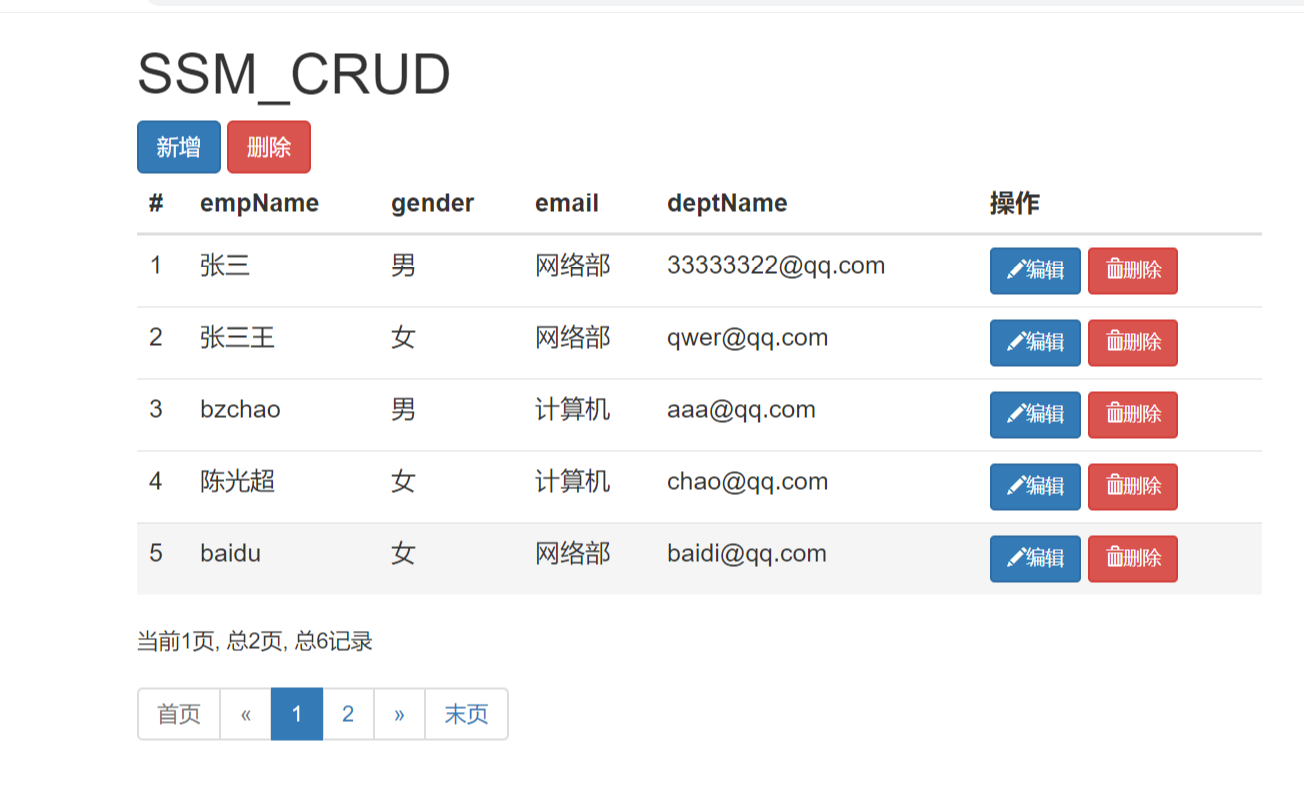 SSM_CRUD
新增 删除
# empName gender email deptName 操作
1 张三 男 网络部 33333322@qq.com 编辑 删除
2 张三王 女 网络部 qwer@qq.com 编辑 删除
3 bzchao 男 计算机 aaa@qq.com 编辑 删除
4 陈光超 女 计算机 chao@qq.com 编辑 删除
5 baidu 女 网络部 baidi@qq.com 编辑 删除
当前1页, 总2页, 总6记录
首页 « 1 2 » 末页